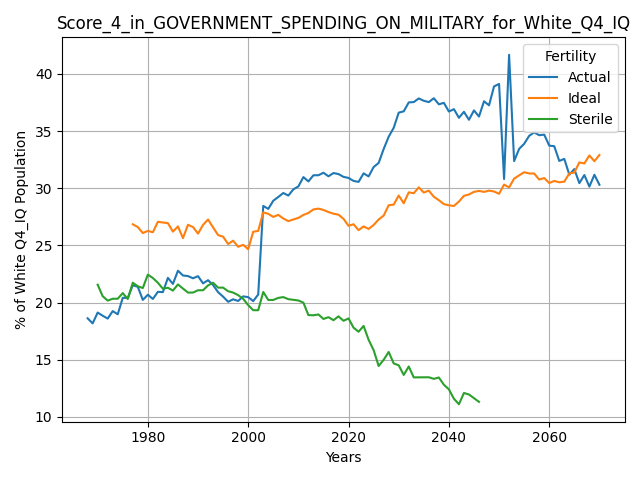 Score_4_in_GOVERNMENT_SPENDING_ON_MILITARY_for_White_Q4_IQ
Fertility
Actual
Ideal
Sterile
% of White Q4_IQ Population
40
35
30
25
20
15
10
1980
2000
2020
2040
2060
Years